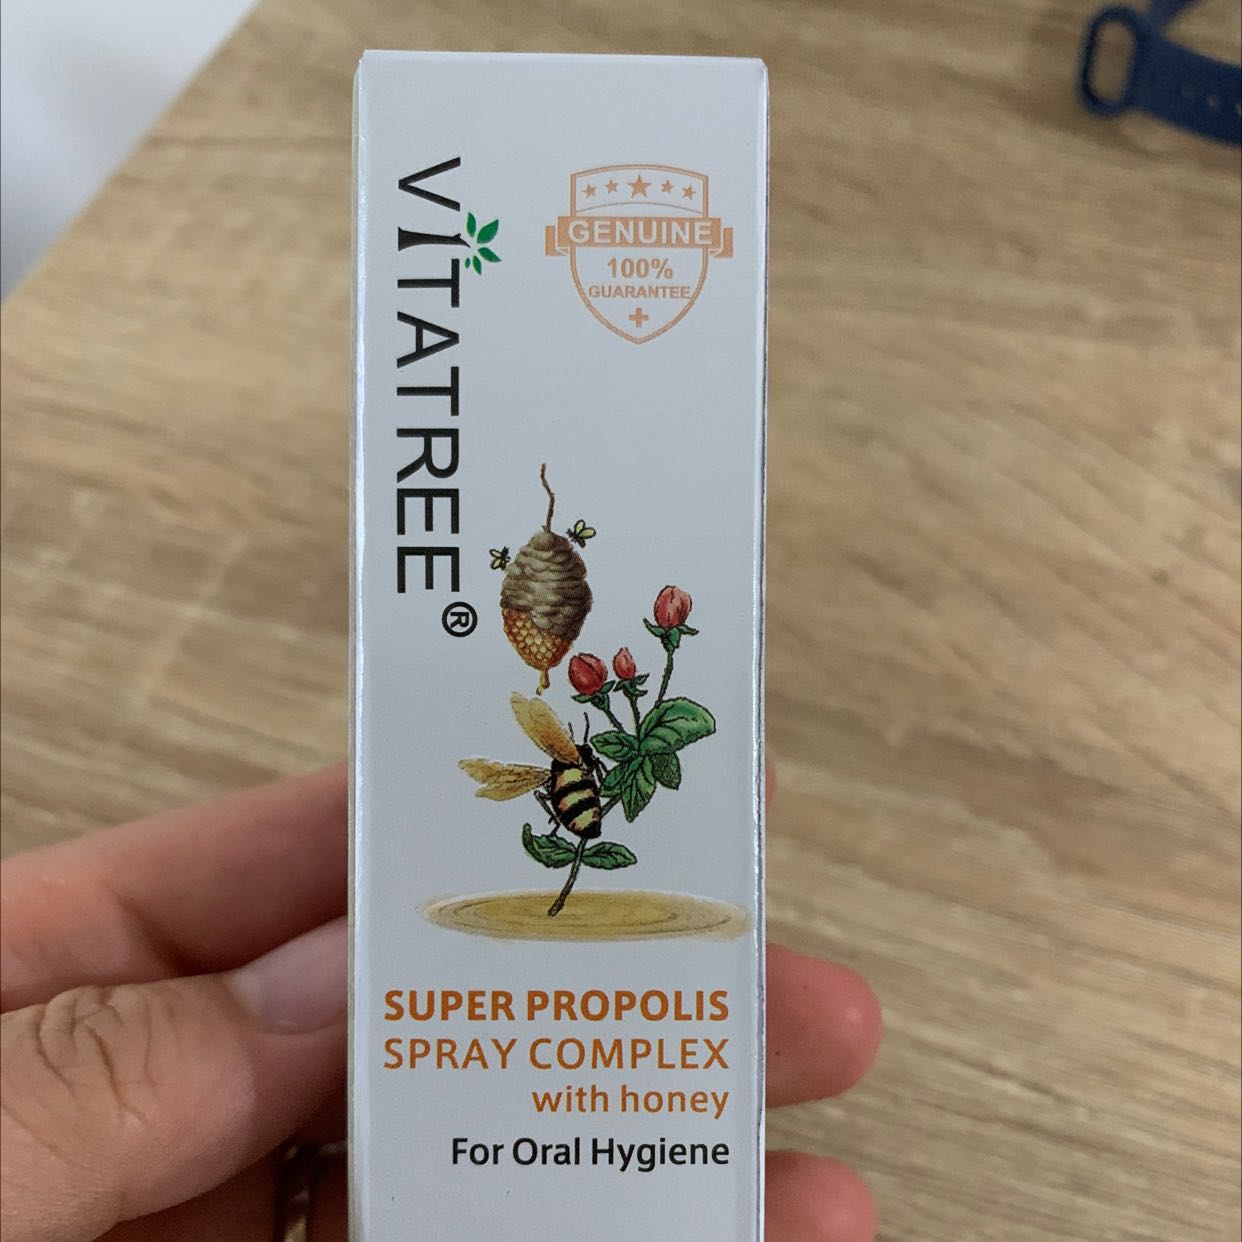 VITATREE®
GENUINE
100%
GUARANTEE
SUPER PROPOLIS
SPRAY COMPLEX
with honey
For Oral Hygiene